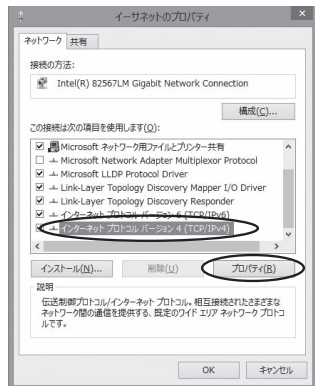 イーサネットのプロパティ
×
ネットワーク 共有
接続の方法:
Intel(R) 82567LM Gigabit Network Connection
構成(C)...
この接続は次の項目を使用します(O):
Microsoft ネットワーク用ファイルとプリンター共有
Microsoft Network Adapter Multiplexor Protocol
Microsoft LLDP Protocol Driver
Link-Layer Topology Discovery Mapper I/O Driver
Link-Layer Topology Discovery Responder
インターネット プロトコル バージョン 6 (TCP/IPv6)
インターネット プロトコル バージョン 4 (TCP/IPv4)
インストール(N)... 削除(U) プロパティ(R)
説明
伝送制御プロトコル/インターネット プロトコル。相互接続されたさまざまな
ネットワーク間の通信を提供する、既定のワイド エリア ネットワーク プロトコ
ルです。
OK キャンセル